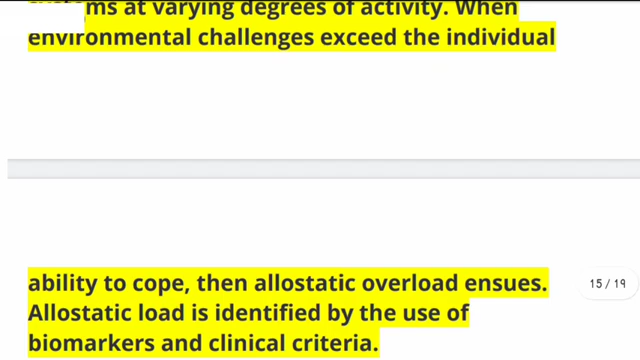 systems at varying degrees of activity. When
environmental challenges exceed the individual
ability to cope, then allostatic overload ensues.
15 / 19
Allostatic load is identified by the use of
biomarkers and clinical criteria.